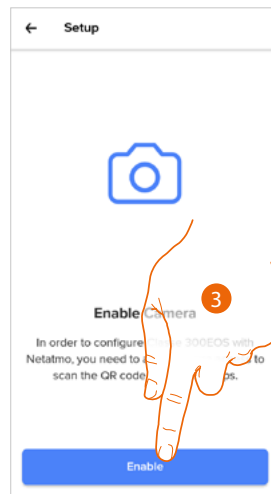 Setup
3
Enable Camera
In order to configure 300EOS with
Netatmo, you need to to
scan the QR code
Enable